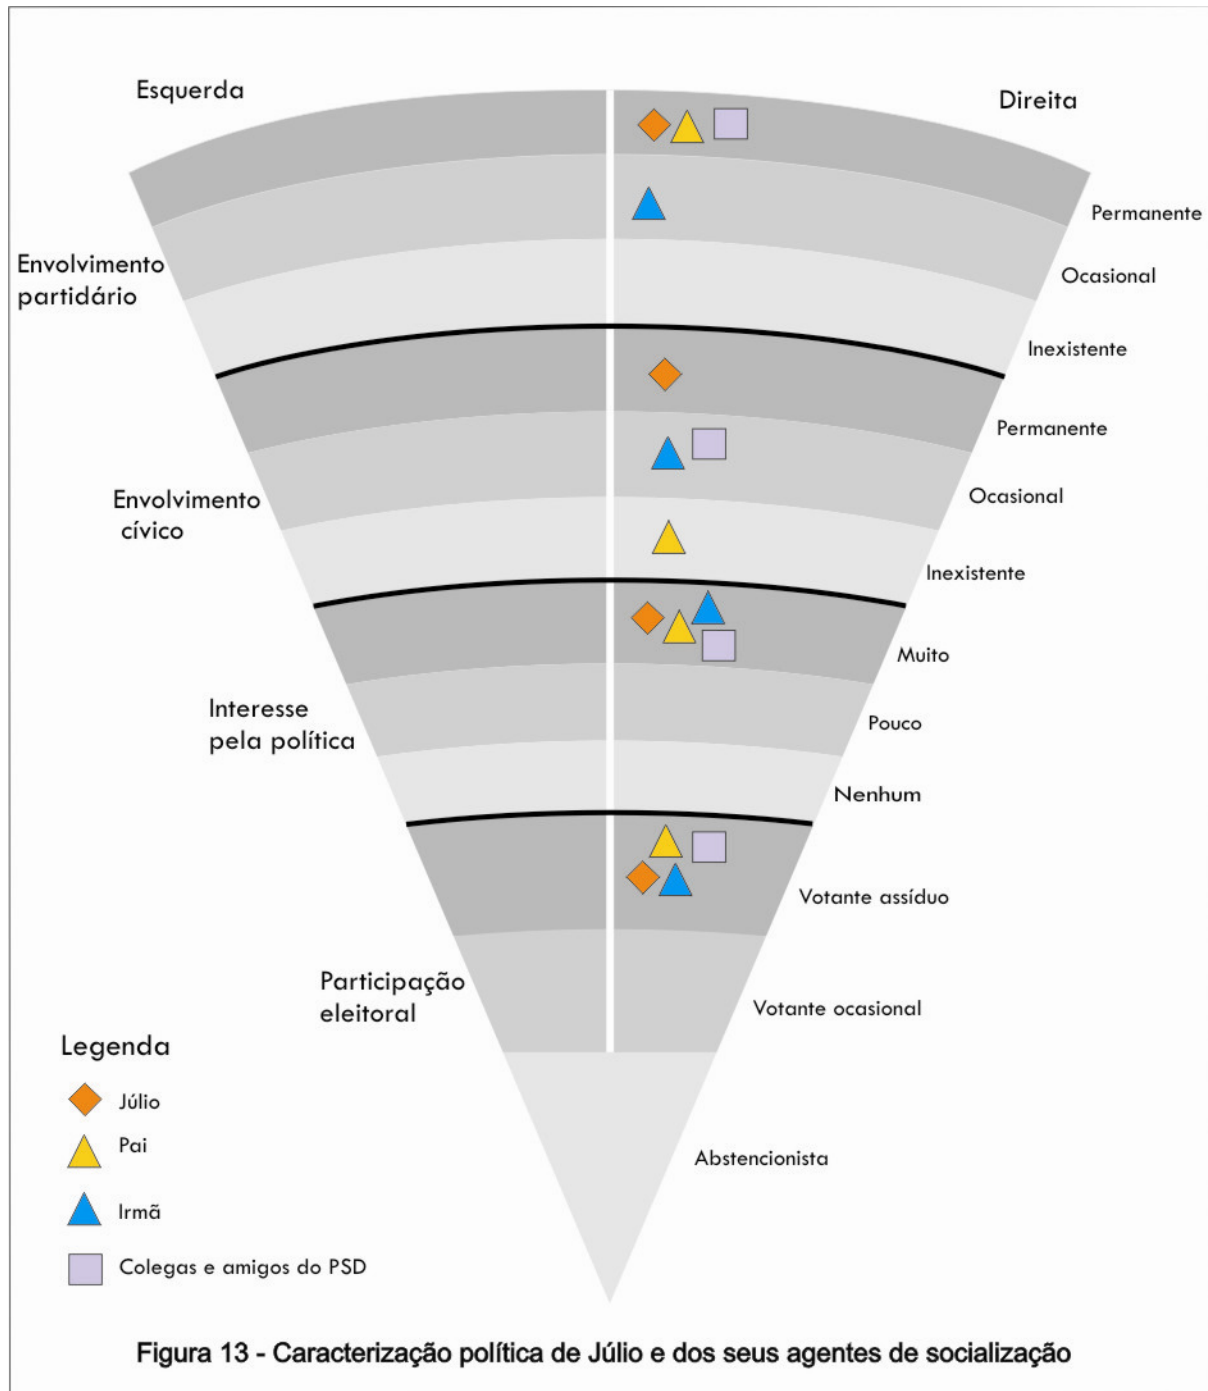 Esquerda
Direita
Permanente
Envolvimento
partidário
Ocasional
Inexistente
Permanente
Envolvimento
cívico
Ocasional
Inexistente
Muito
Interesse
pela política
Pouco
Nenhum
Votante assíduo
Participação
eleitoral
Votante ocasional
Abstencionista
Legenda
Júlio
Pai
Irmã
Colegas e amigos do PSD
Figura 13 - Caracterização política de Júlio e dos seus agentes de socialização